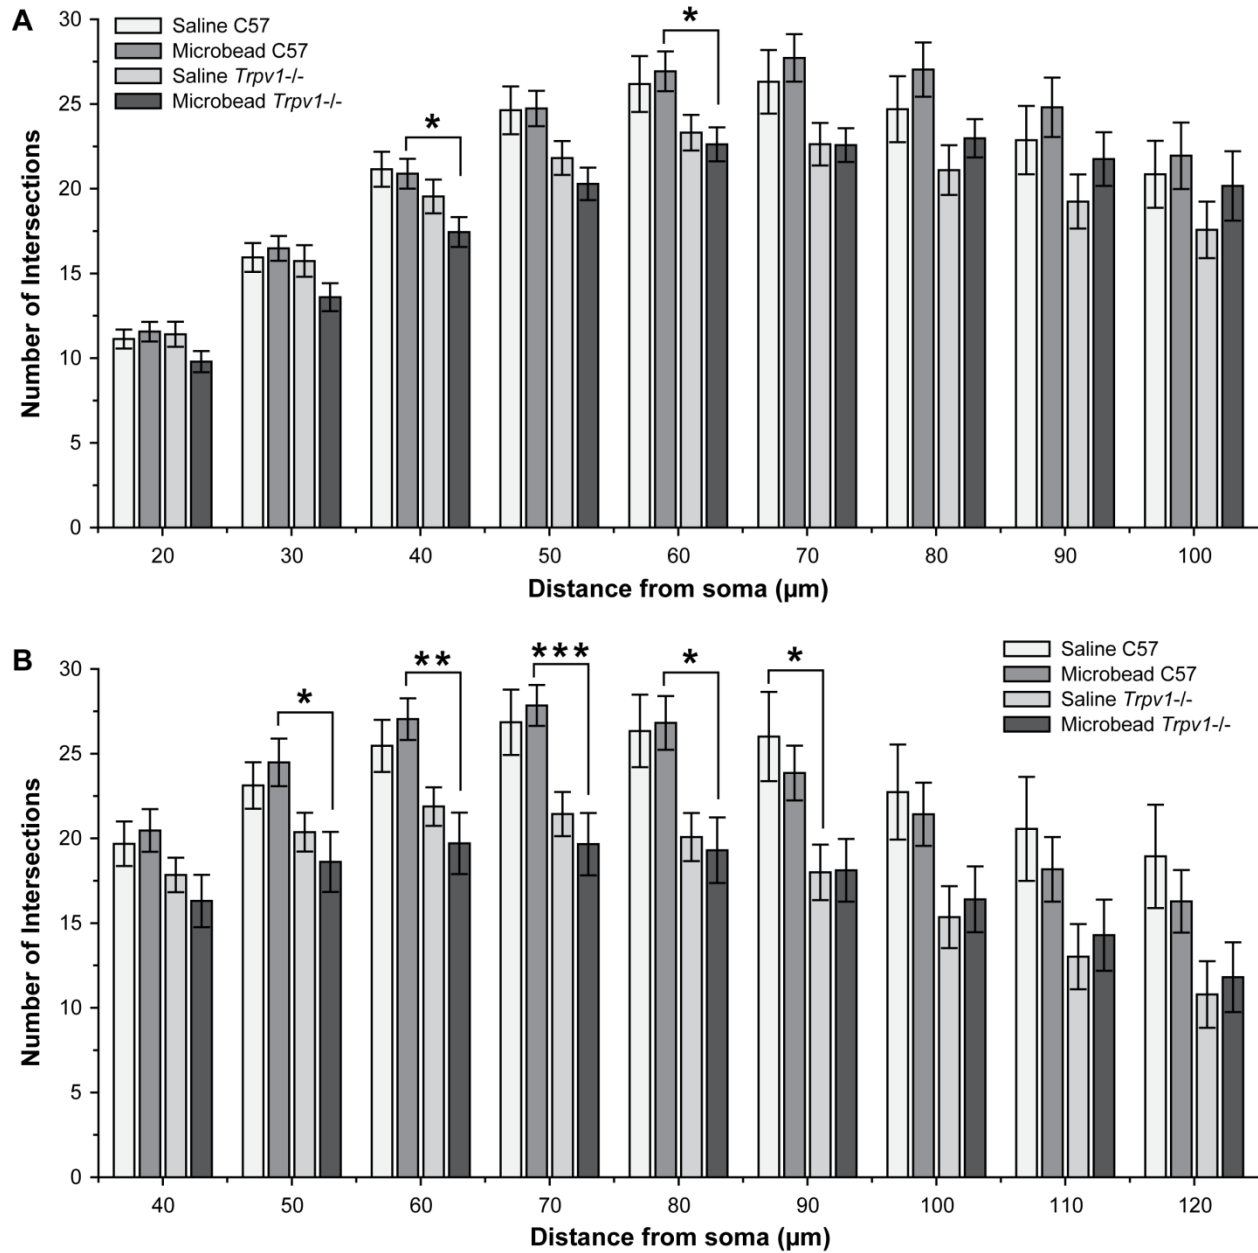 A
Saline C57
Microbead C57
Saline Trpv1-/-
Microbead Trpv1-/-
*
*
Number of Intersections
30
25
20
15
10
5
0
20 30 40 50 60 70 80 90 100
Distance from soma (µm)
B
Saline C57
Microbead C57
Saline Trpv1-/-
Microbead Trpv1-/-
* ** *** * *
Number of Intersections
30
25
20
15
10
5
0
40 50 60 70 80 90 100 110 120
Distance from soma (µm)